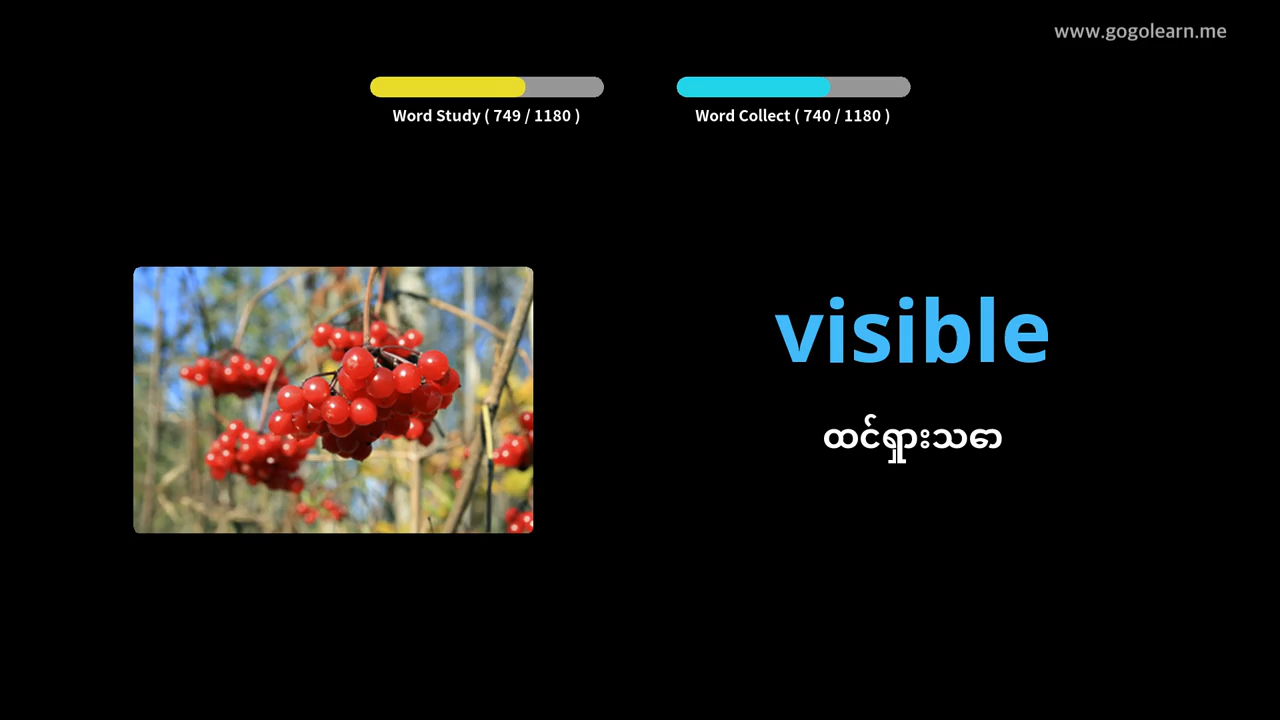 www.gogolearn.me
Word Study ( 749 / 1180 )
Word Collect ( 740 / 1180 )
visible
ထင်ရှားသော